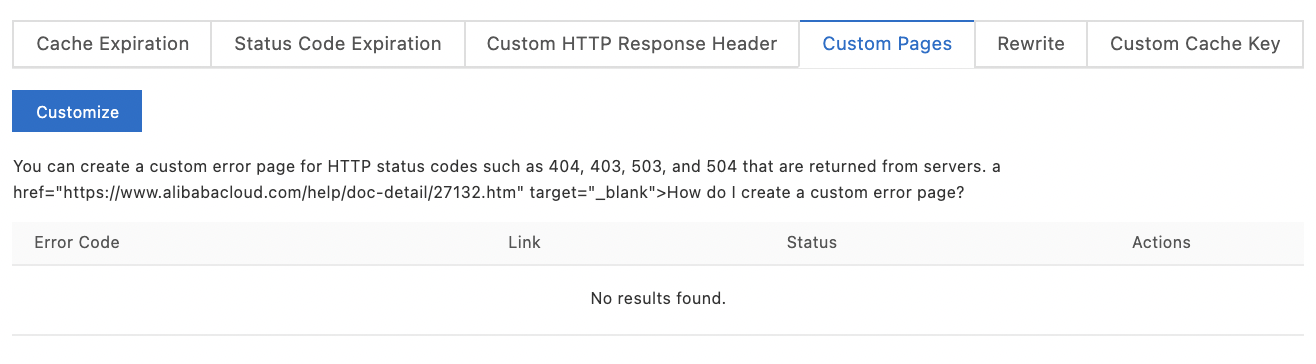 Cache Expiration Status Code Expiration Custom HTTP Response Header Custom Pages Rewrite Custom Cache Key
Customize
You can create a custom error page for HTTP status codes such as 404, 403, 503, and 504 that are returned from servers. a
href="https://www.alibabacloud.com/help/doc-detail/27132.htm" target="_blank">How do I create a custom error page?
Error Code Link Status Actions
No results found.